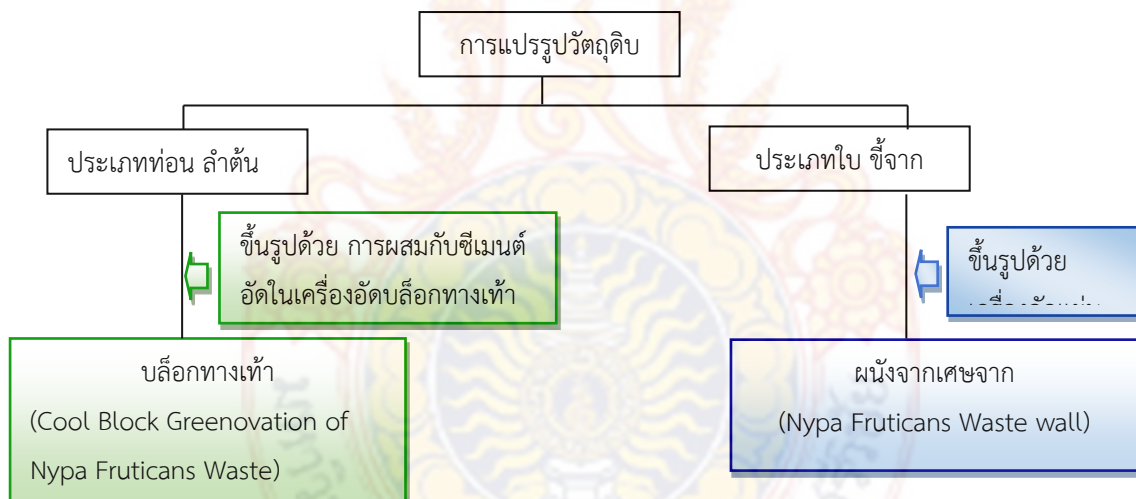 การแปรรูปวัตถุดิบ
ประเภทท่อน ลำต้น
ประเภทใบ ขี้จาก
ขึ้นรูปด้วย การผสมกับซีเมนต์
อัดในเครื่องอัดบล็อกทางเท้า
ขึ้นรูปด้วย
บล็อกทางเท้า
(Cool Block Greenovation of
Nypa Fruticans Waste)
ผนังจากเศษจาก
(Nypa Fruticans Waste wall)